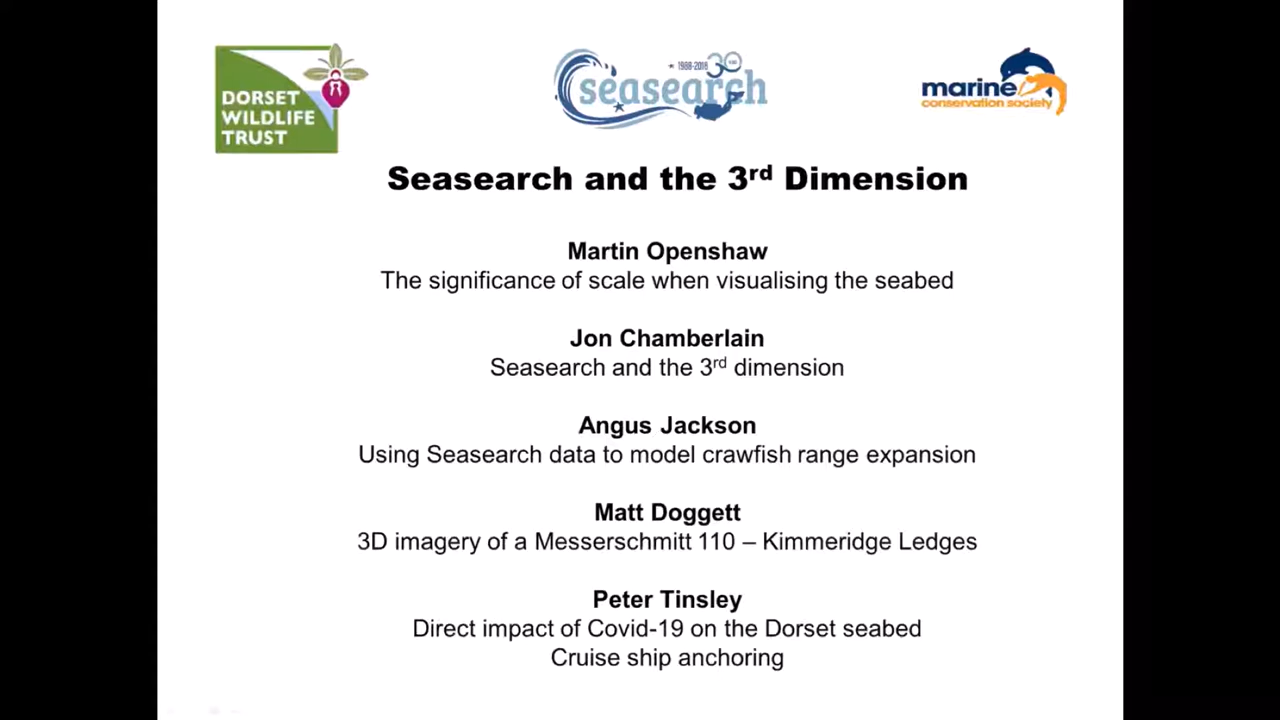 DORSET
WILDLIFE
TRUST
1988-2018 30
seasearch
marine
conservation society
Seasearch and the 3rd Dimension
Martin Openshaw
The significance of scale when visualising the seabed
Jon Chamberlain
Seasearch and the 3rd dimension
Angus Jackson
Using Seasearch data to model crawfish range expansion
Matt Doggett
3D imagery of a Messerschmitt 110 – Kimmeridge Ledges
Peter Tinsley
Direct impact of Covid-19 on the Dorset seabed
Cruise ship anchoring